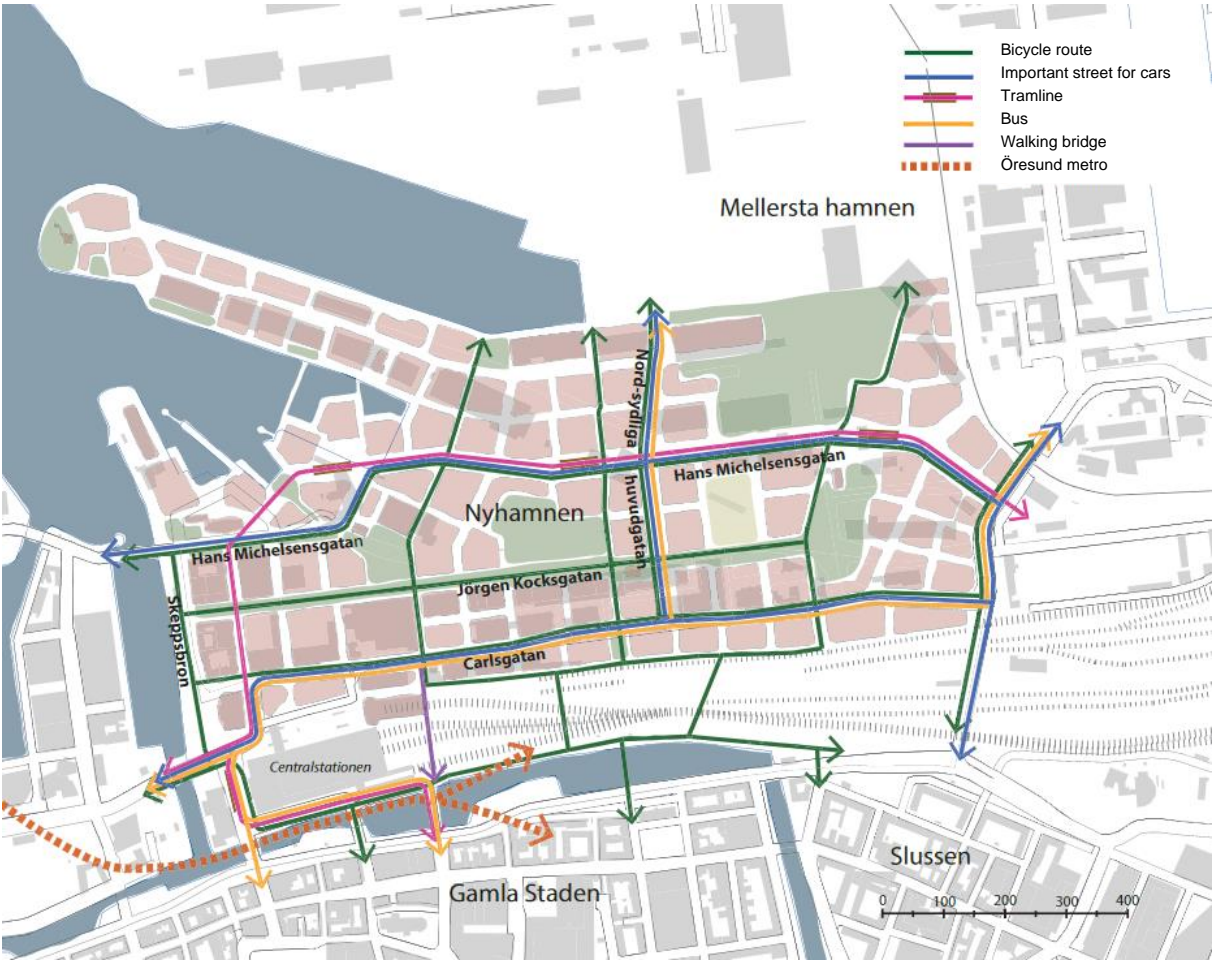 Bicycle route
Important street for cars
Tramline
Bus
Walking bridge
Öresund metro
Mellersta hamnen
Nord-sydliga
huvudgatan
Hans Michelsensgatan
Nyhamnen
Hans Michelsensgatan
Jörgen Kocksgatan
Skeppsbron
Carlsgatan
Centralstationen
Slussen
Gamla Staden
0 100 200 300 400